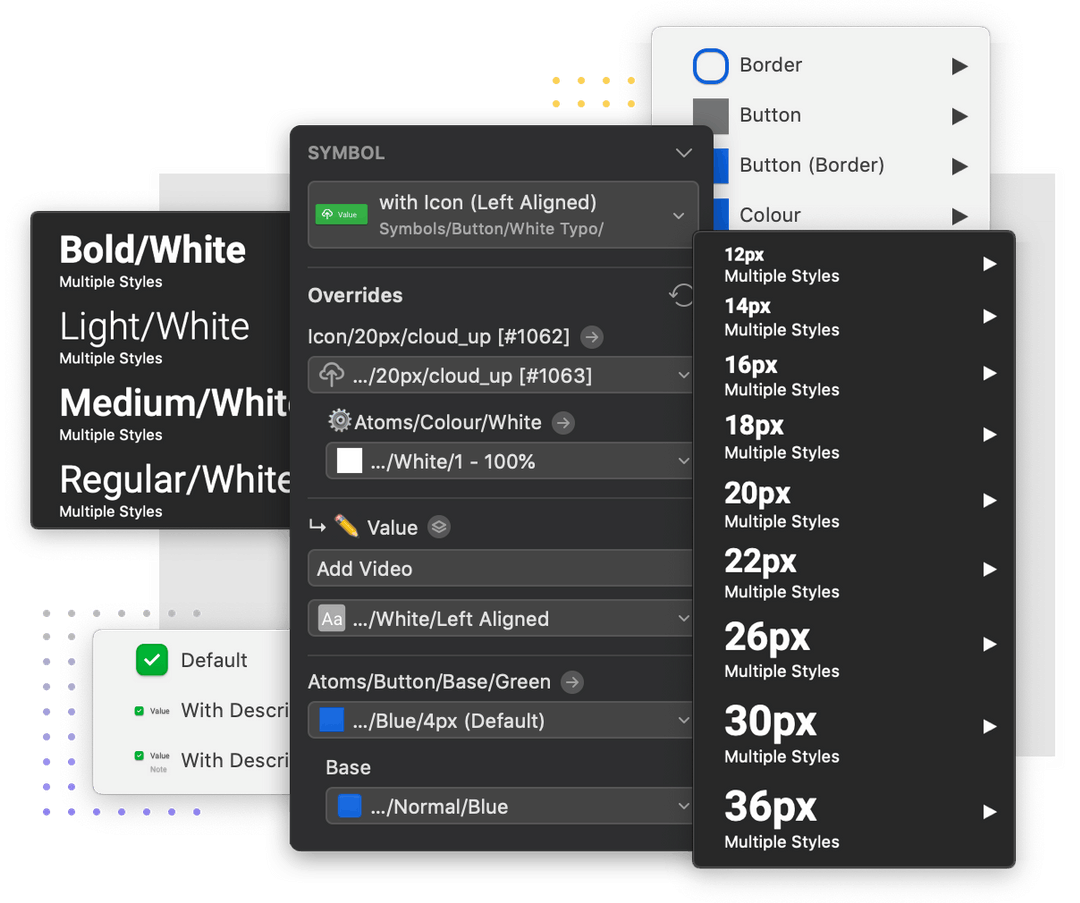 Border
Button
Button (Border)
Colour
SYMBOL
Value
with Icon (Left Aligned)
Symbols/Button/White Typo/
Overrides
Icon/20px/cloud_up [#1062]
.../20px/cloud_up [#1063]
Atoms/Colour/White
.../White/1 - 100%
Value
Add Video
Aa .../White/Left Aligned
Atoms/Button/Base/Green
.../Blue/4px (Default)
Base
.../Normal/Blue
Bold/White
Multiple Styles
Light/White
Multiple Styles
Medium/Whit
Multiple Styles
Regular/White
Multiple Styles
Default
Value With Descri
Value With Descri
Note
12px
Multiple Styles
14px
Multiple Styles
16px
Multiple Styles
18px
Multiple Styles
20px
Multiple Styles
22px
Multiple Styles
26px
Multiple Styles
30px
Multiple Styles
36px
Multiple Styles